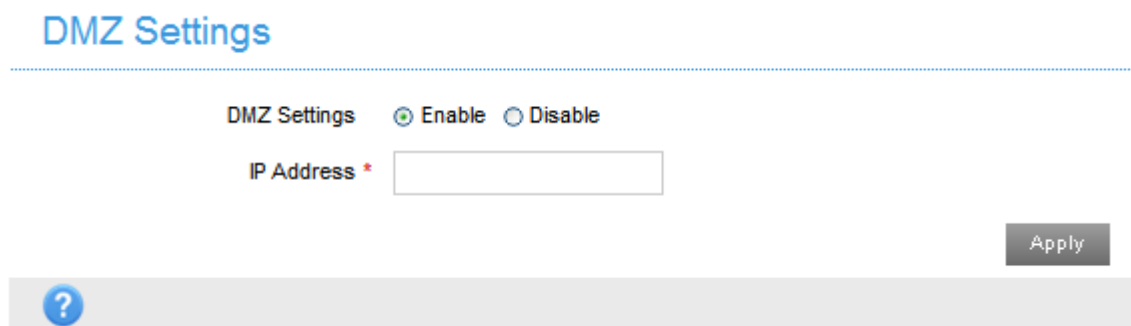 DMZ Settings
DMZ Settings Enable Disable
IP Address *
Apply
?